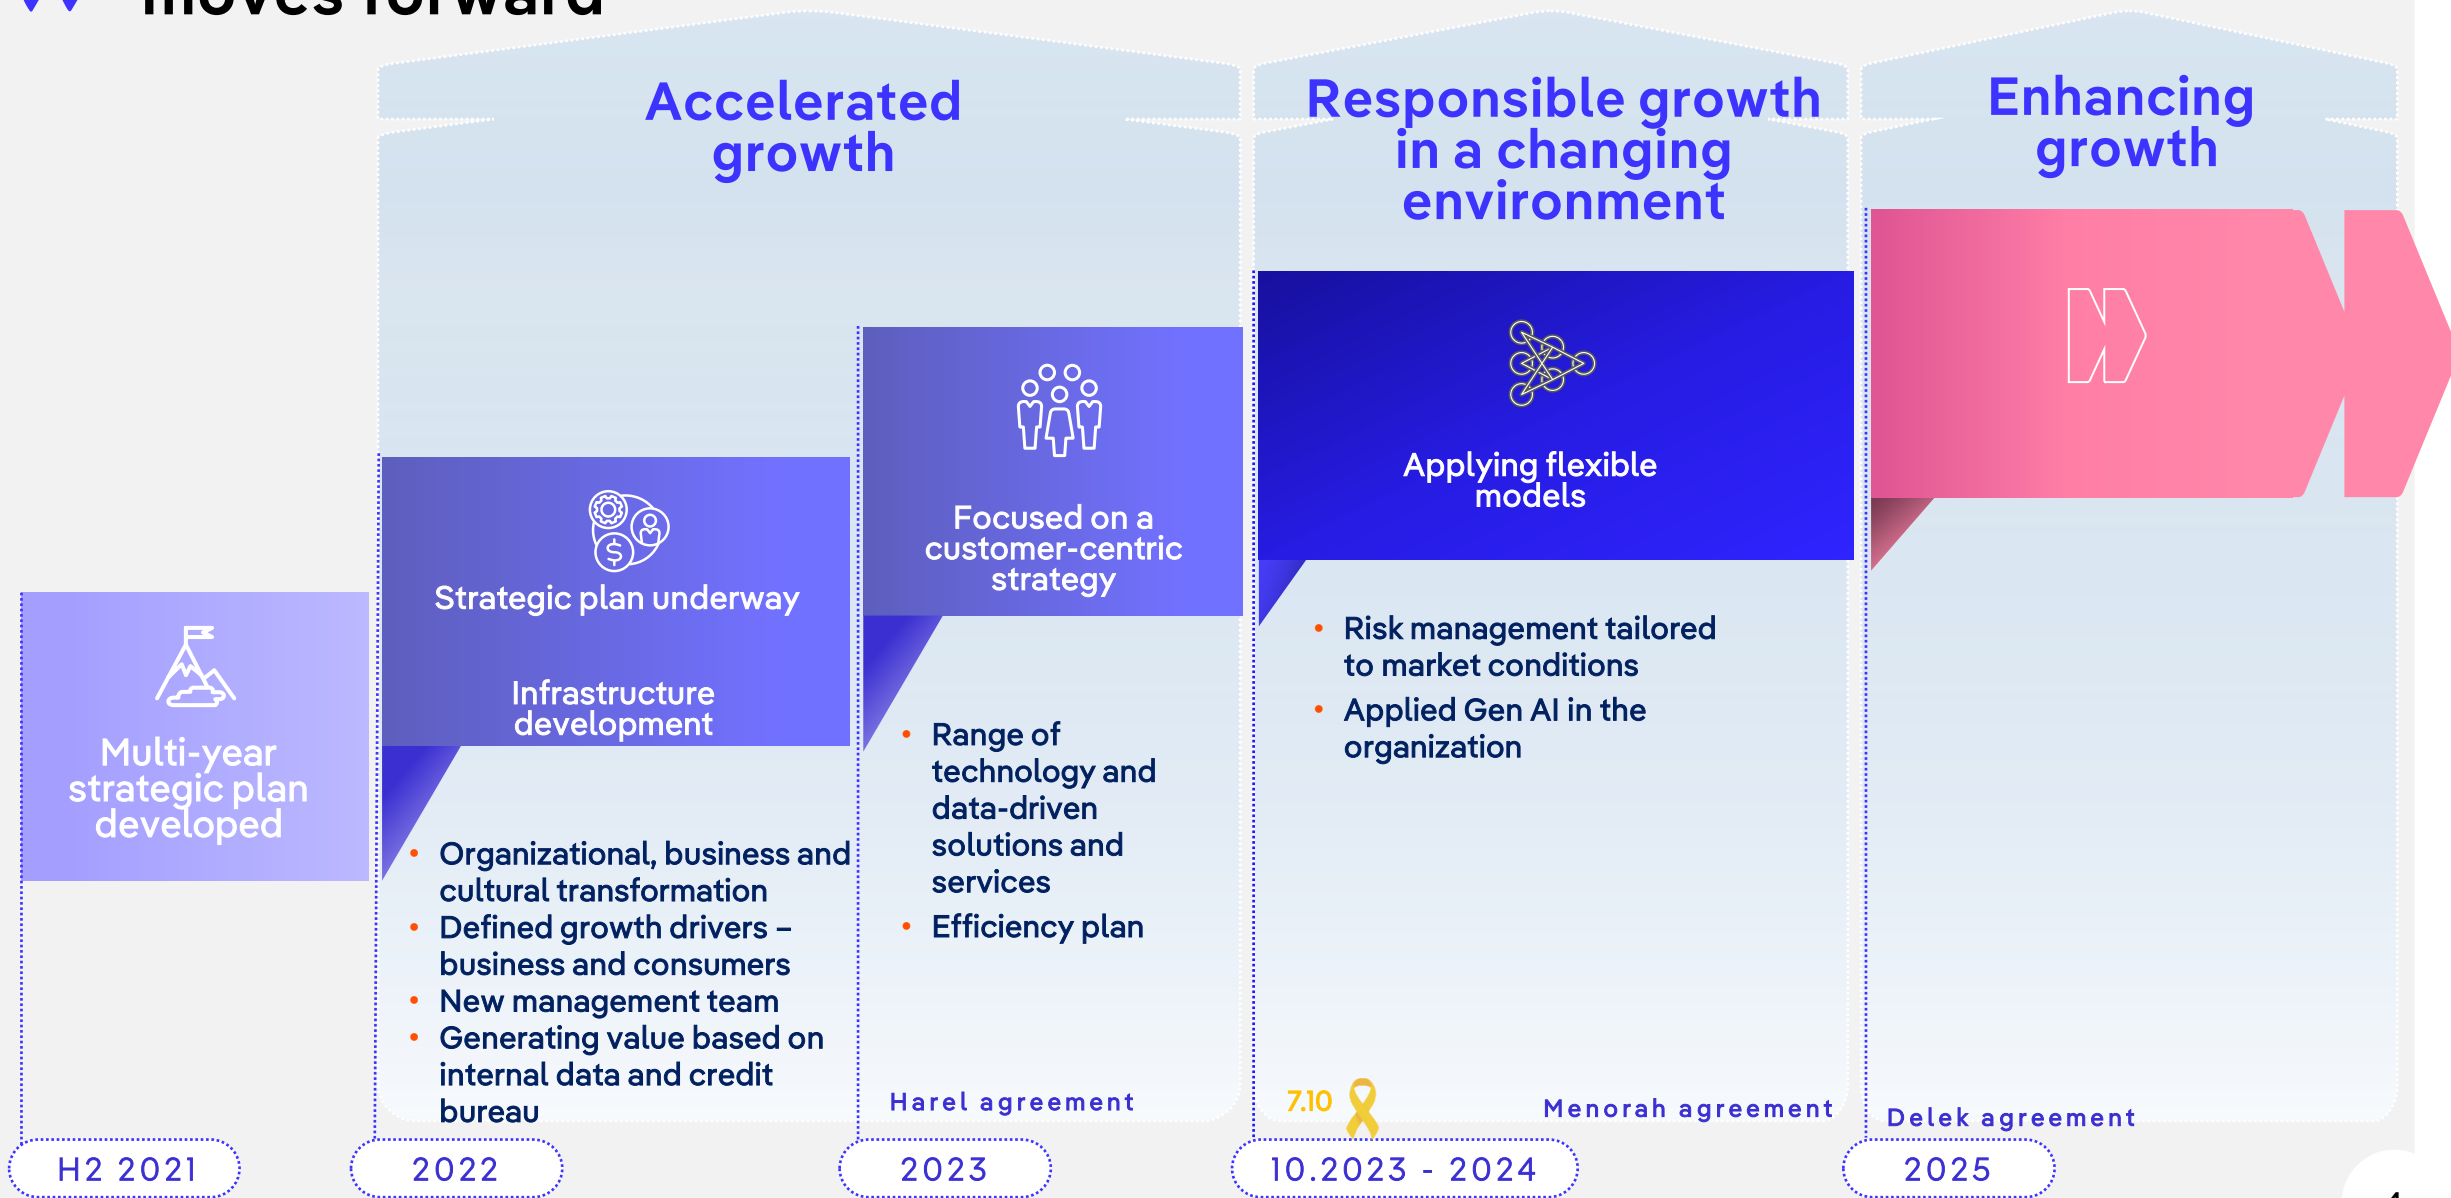 moves forward
Accelerated
growth
Responsible growth
in a changing
environment
Enhancing
growth
Multi-year
strategic plan
developed
Strategic plan underway
Infrastructure
development
• Organizational, business and
cultural transformation
• Defined growth drivers –
business and consumers
• New management team
• Generating value based on
internal data and credit
bureau
Focused on a
customer-centric
strategy
• Range of
technology and
data-driven
solutions and
services
• Efficiency plan
Harel agreement
Applying flexible
models
• Risk management tailored
to market conditions
• Applied Gen AI in the
organization
7.10
Menorah agreement
Delek agreement
H2 2021
2022
2023
10.2023 - 2024
2025